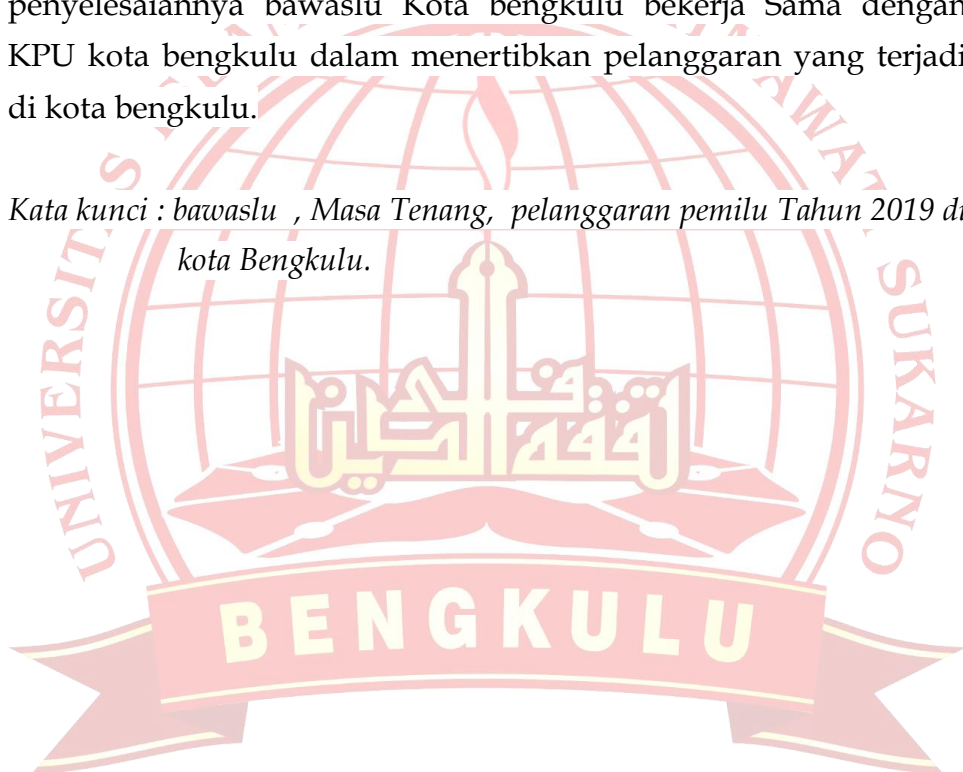 penyelesaiannya bawaslu Kota bengkulu bekerja Sama dengan
KPU kota bengkulu dalam menertibkan pelanggaran yang terjadi
di kota bengkulu.
Kata kunci : bawaslu , Masa Tenang, pelanggaran pemilu Tahun 2019 di
kota Bengkulu.
SUKARNO
BENGKULU